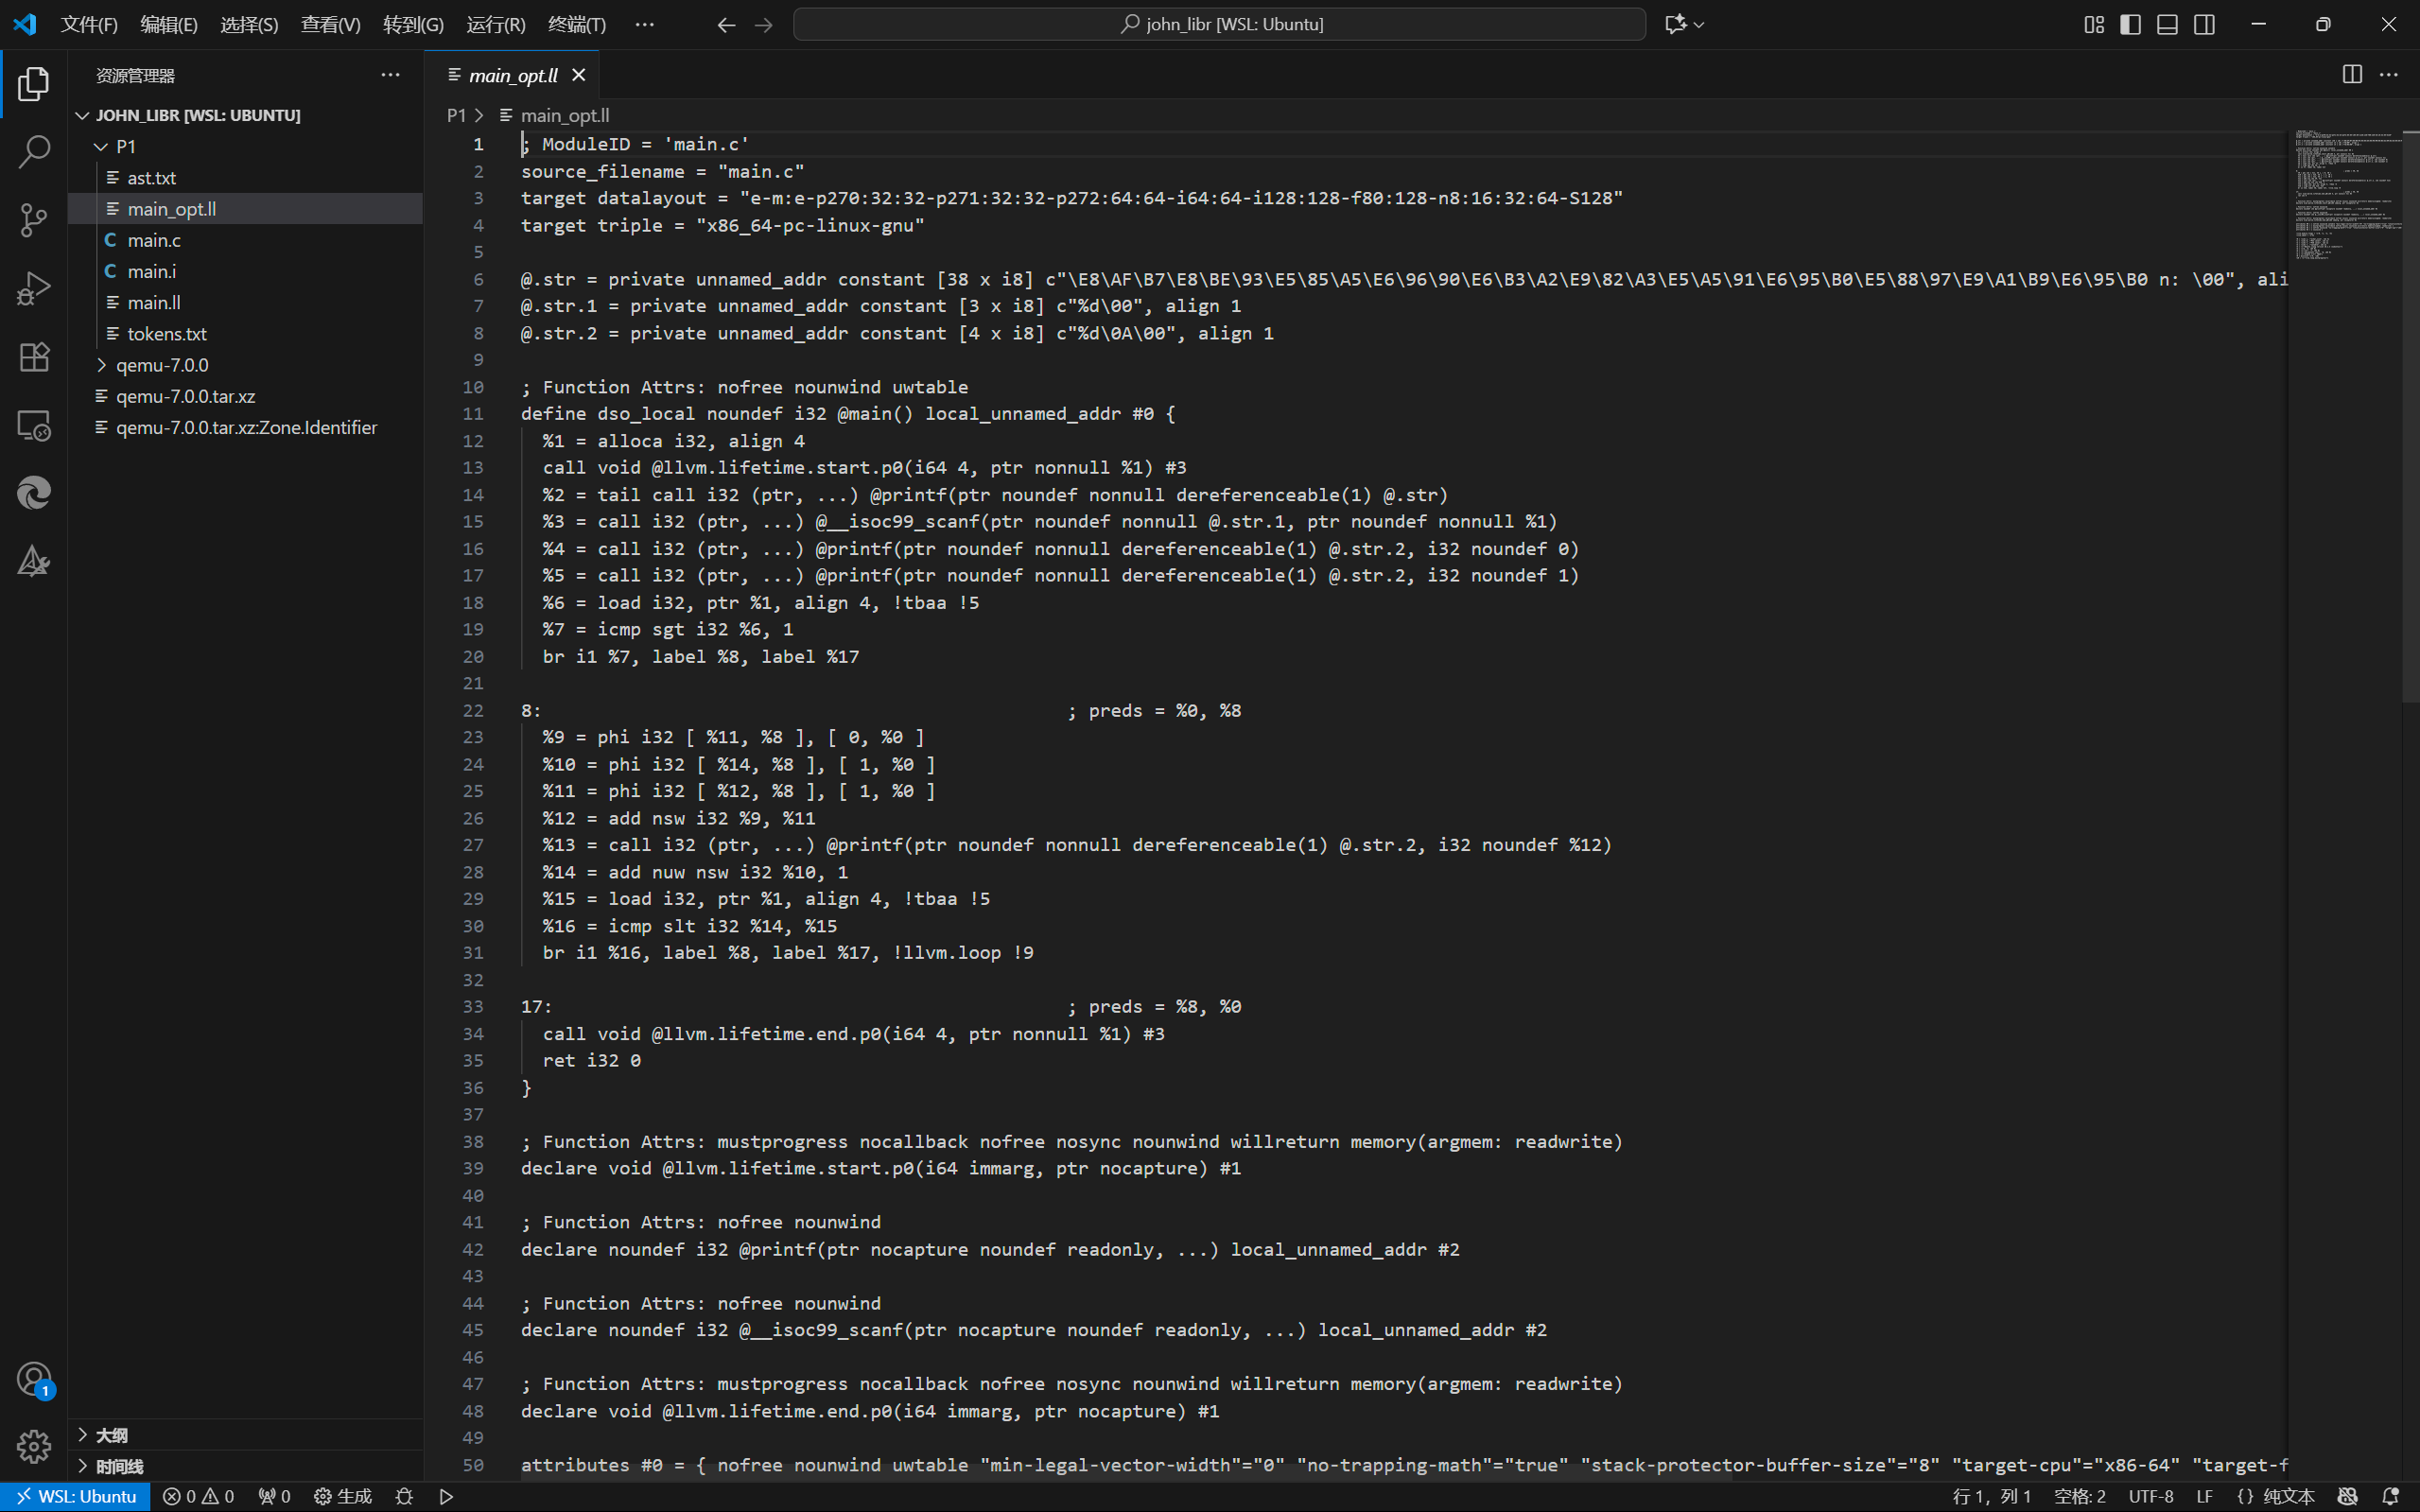 文件(F) 编辑(E) 选择(S) 查看(V) 转到(G) 运行(R) 终端(T) ··· john_libr [WSL: Ubuntu]
资源管理器 ···
JOHN_LIBR [WSL: UBUNTU]
P1
ast.txt
main_opt.ll
C main.c
C main.i
main.ll
tokens.txt
qemu-7.0.0
qemu-7.0.0.tar.xz
qemu-7.0.0.tar.xz:Zone.Identifier
大纲
时间线
1
main_opt.ll
P1 > main_opt.ll
1 ; ModuleID = 'main.c'
2 source_filename = "main.c"
3 target datalayout = "e-m:e-p270:32:32-p271:32:32-p272:64:64-i64:64-i128:128-f80:128-n8:16:32:64-S128"
4 target triple = "x86_64-pc-linux-gnu"
5
6 @.str = private unnamed_addr constant [38 x i8] c"\E8\AF\B7\E8\BE\93\E5\85\A5\E6\96\90\E6\B3\A2\E9\82\A3\E5\A5\91\E6\95\B0\E5\88\97\E9\A1\B9\E6\95\B0 n: \00", ali
7 @.str.1 = private unnamed_addr constant [3 x i8] c"%d\00", align 1
8 @.str.2 = private unnamed_addr constant [4 x i8] c"%d\0A\00", align 1
9
10 ; Function Attrs: nofree nounwind uwtable
11 define dso_local noundef i32 @main() local_unnamed_addr #0 {
12 %1 = alloca i32, align 4
13 call void @llvm.lifetime.start.p0(i64 4, ptr nonnull %1) #3
14 %2 = tail call i32 (ptr, ...) @printf(ptr noundef nonnull dereferenceable(1) @.str)
15 %3 = call i32 (ptr, ...) @__isoc99_scanf(ptr noundef nonnull @.str.1, ptr noundef nonnull %1)
16 %4 = call i32 (ptr, ...) @printf(ptr noundef nonnull dereferenceable(1) @.str.2, i32 noundef 0)
17 %5 = call i32 (ptr, ...) @printf(ptr noundef nonnull dereferenceable(1) @.str.2, i32 noundef 1)
18 %6 = load i32, ptr %1, align 4, !tbaa !5
19 %7 = icmp sgt i32 %6, 1
20 br i1 %7, label %8, label %17
21
22 8: ; preds = %0, %8
23 %9 = phi i32 [ %11, %8 ], [ 0, %0 ]
24 %10 = phi i32 [ %14, %8 ], [ 1, %0 ]
25 %11 = phi i32 [ %12, %8 ], [ 1, %0 ]
26 %12 = add nsw i32 %9, %11
27 %13 = call i32 (ptr, ...) @printf(ptr noundef nonnull dereferenceable(1) @.str.2, i32 noundef %12)
28 %14 = add nuw nsw i32 %10, 1
29 %15 = load i32, ptr %1, align 4, !tbaa !5
30 %16 = icmp slt i32 %14, %15
31 br i1 %16, label %8, label %17, !llvm.loop !9
32
33 17: ; preds = %8, %0
34 call void @llvm.lifetime.end.p0(i64 4, ptr nonnull %1) #3
35 ret i32 0
36 }
37
38 ; Function Attrs: mustprogress nocallback nofree nosync nounwind willreturn memory(argmem: readwrite)
39 declare void @llvm.lifetime.start.p0(i64 immarg, ptr nocapture) #1
40
41 ; Function Attrs: nofree nounwind
42 declare noundef i32 @printf(ptr nocapture noundef readonly, ...) local_unnamed_addr #2
43
44 ; Function Attrs: nofree nounwind
45 declare noundef i32 @__isoc99_scanf(ptr nocapture noundef readonly, ...) local_unnamed_addr #2
46
47 ; Function Attrs: mustprogress nocallback nofree nosync nounwind willreturn memory(argmem: readwrite)
48 declare void @llvm.lifetime.end.p0(i64 immarg, ptr nocapture) #1
49
50 attributes #0 = { nofree nounwind uwtable "min-legal-vector-width"="0" "no-trapping-math"="true" "stack-protector-buffer-size"="8" "target-cpu"="x86-64" "target-f
WSL: Ubuntu 0 0 0 生成 行 1, 列 1 空格: 2 UTF-8 LF {} 纯文本